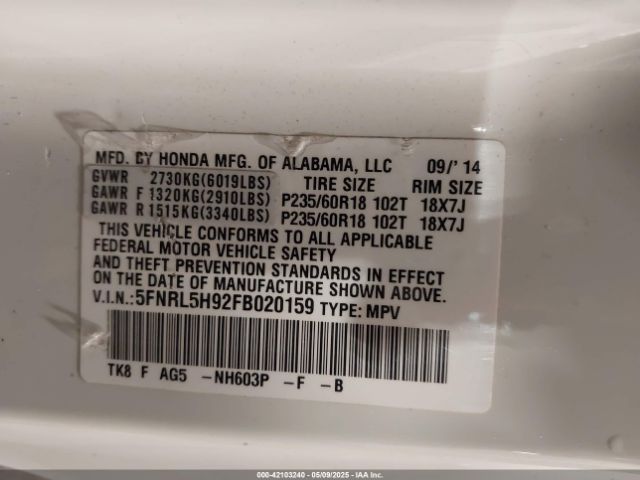 MFD. BY HONDA MFG. OF ALABAMA, LLC 09/'14
GVWR 2730KG(6019LBS) TIRE SIZE RIM SIZE
GAWR F 1320KG(2910LBS) P235/60R18 102T 18X7J
GAWR R 1515KG(3340LBS) P235/60R18 102T 18X7J
THIS VEHICLE CONFORMS TO ALL APPLICABLE
FEDERAL MOTOR VEHICLE SAFETY
AND THEFT PREVENTION STANDARDS IN EFFECT
ON THE DATE OF MANUFACTURE SHOWN ABOVE.
V.I.N.:5FNRL5H92FB020159 TYPE: MPV
TK8 F AG5 -NH603P -F -B
000-42103240 - 05/09/2025 - IAAI.com